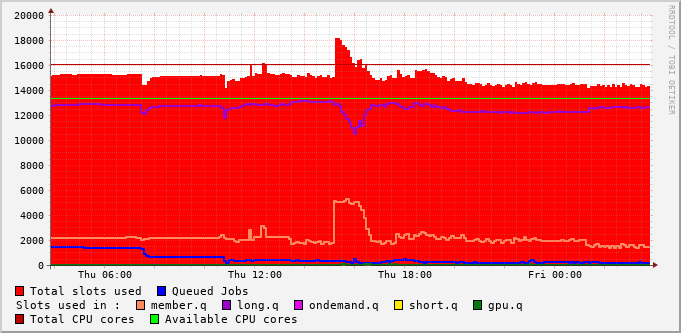 20000
18000
16000
14000
12000
10000
8000
6000
4000
2000
0
Thu 06:00 Thu 12:00 Thu 18:00 Fri 00:00
Total slots used Queued Jobs
Slots used in : member.q long.q ondemand.q short.q gpu.q
Total CPU cores Available CPU cores
RRDTOOL / TOBI OETIKER